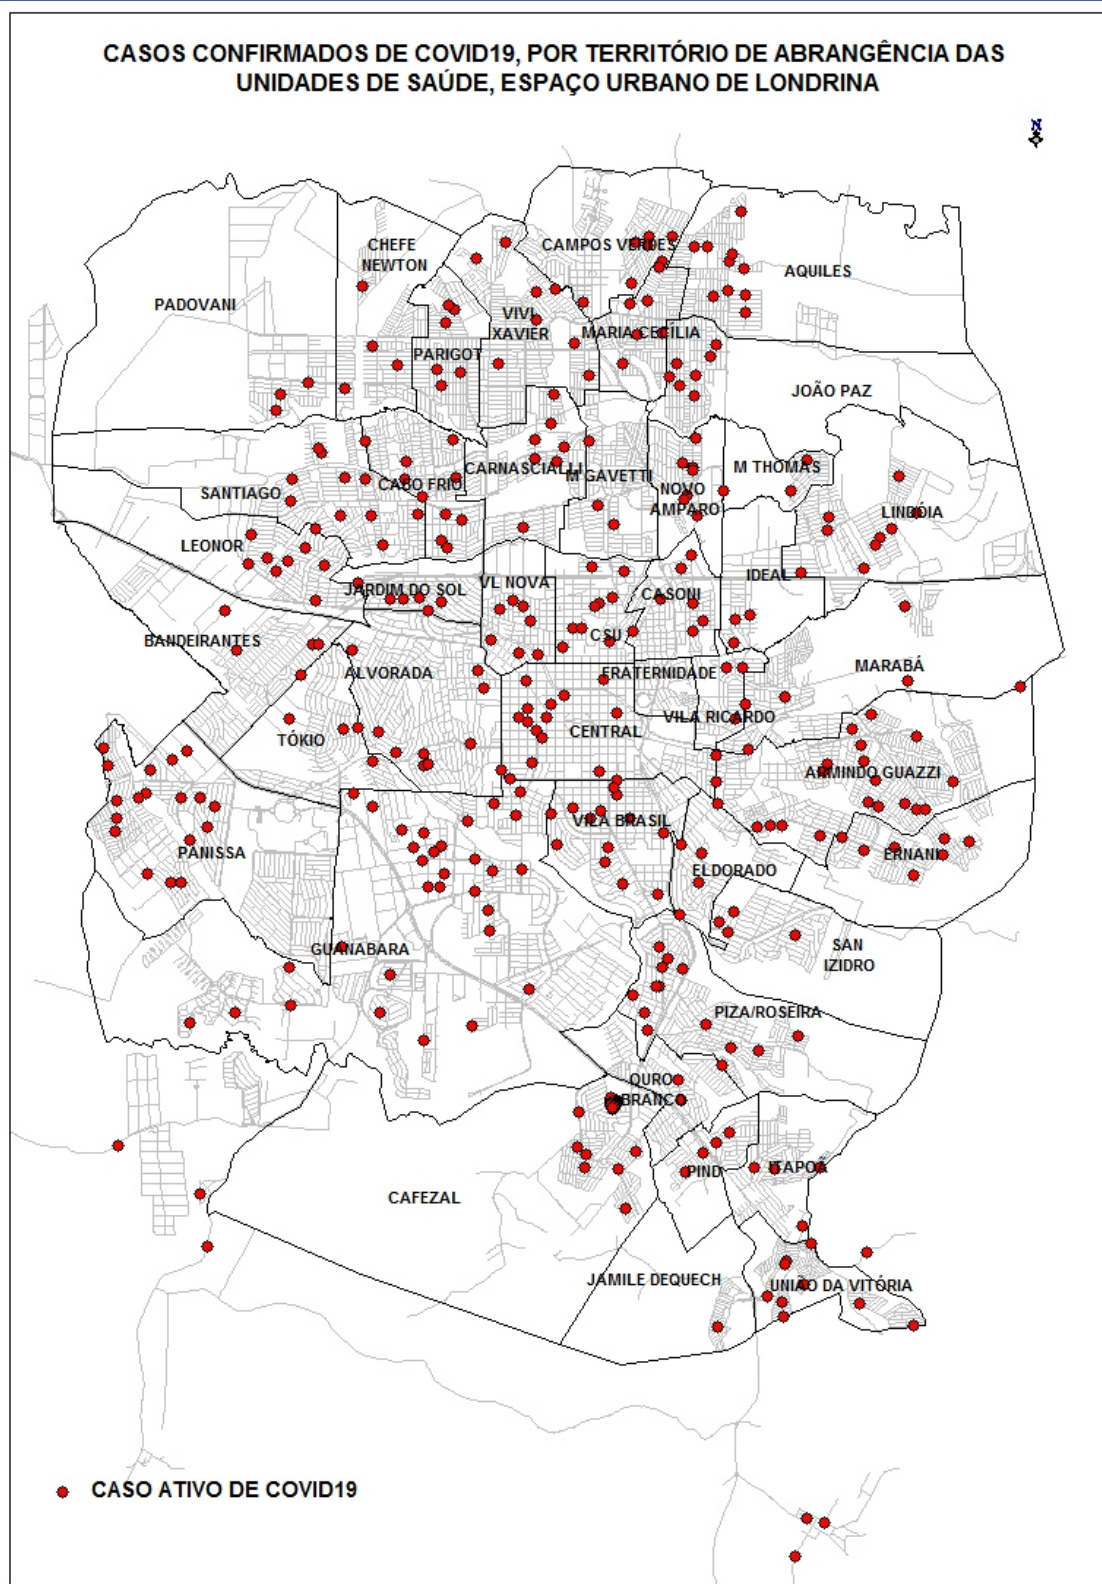 CASOS CONFIRMADOS DE COVID19, POR TERRITÓRIO DE ABRANGÊNCIA DAS
UNIDADES DE SAÚDE, ESPAÇO URBANO DE LONDRINA
N
CHEFE
NEWTON
CAMPOS VERDES
AQUILES
PADOVANI
VIVI
XAVIER
MARIA CECÍLIA
PARIGOT
JOÃO PAZ
CARNASCIALLI
M GAVETTI
M THOMAS
CABO FRIO
SANTIAGO
NOVO
AMPARO
LINDÓIA
LEONOR
IDEAL
JARDIM DO SOL
VL NOVA
CASONI
CSU
BANDEIRANTES
ALVORADA
FRATERNIDADE
MARABÁ
VILA RICARDO
TÓKIO
CENTRAL
ARMINDO GUAZZI
VILA BRASIL
PANISSA
ERNANI
ELDORADO
GUANABARA
SAN
IZIDRO
PIZA/ROSEIRA
OURO
BRANCO
PIND
ITAPOÃ
CAFEZAL
JAMILE DEQUECH
UNIÃO DA VITÓRIA
CASO ATIVO DE COVID19